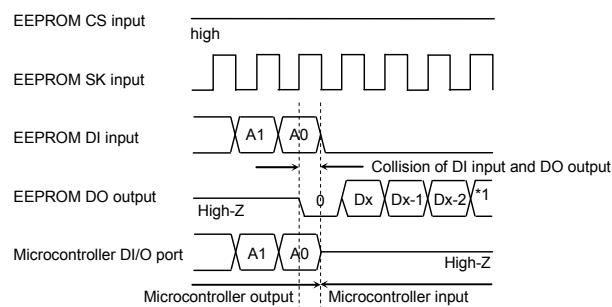 EEPROM CS input
high
EEPROM SK input
EEPROM DI input
A1 A0
Collision of DI input and DO output
EEPROM DO output
High-Z
0 Dx Dx-1 Dx-2 *1
Microcontroller DI/O port
A1 A0
High-Z
Microcontroller output Microcontroller input